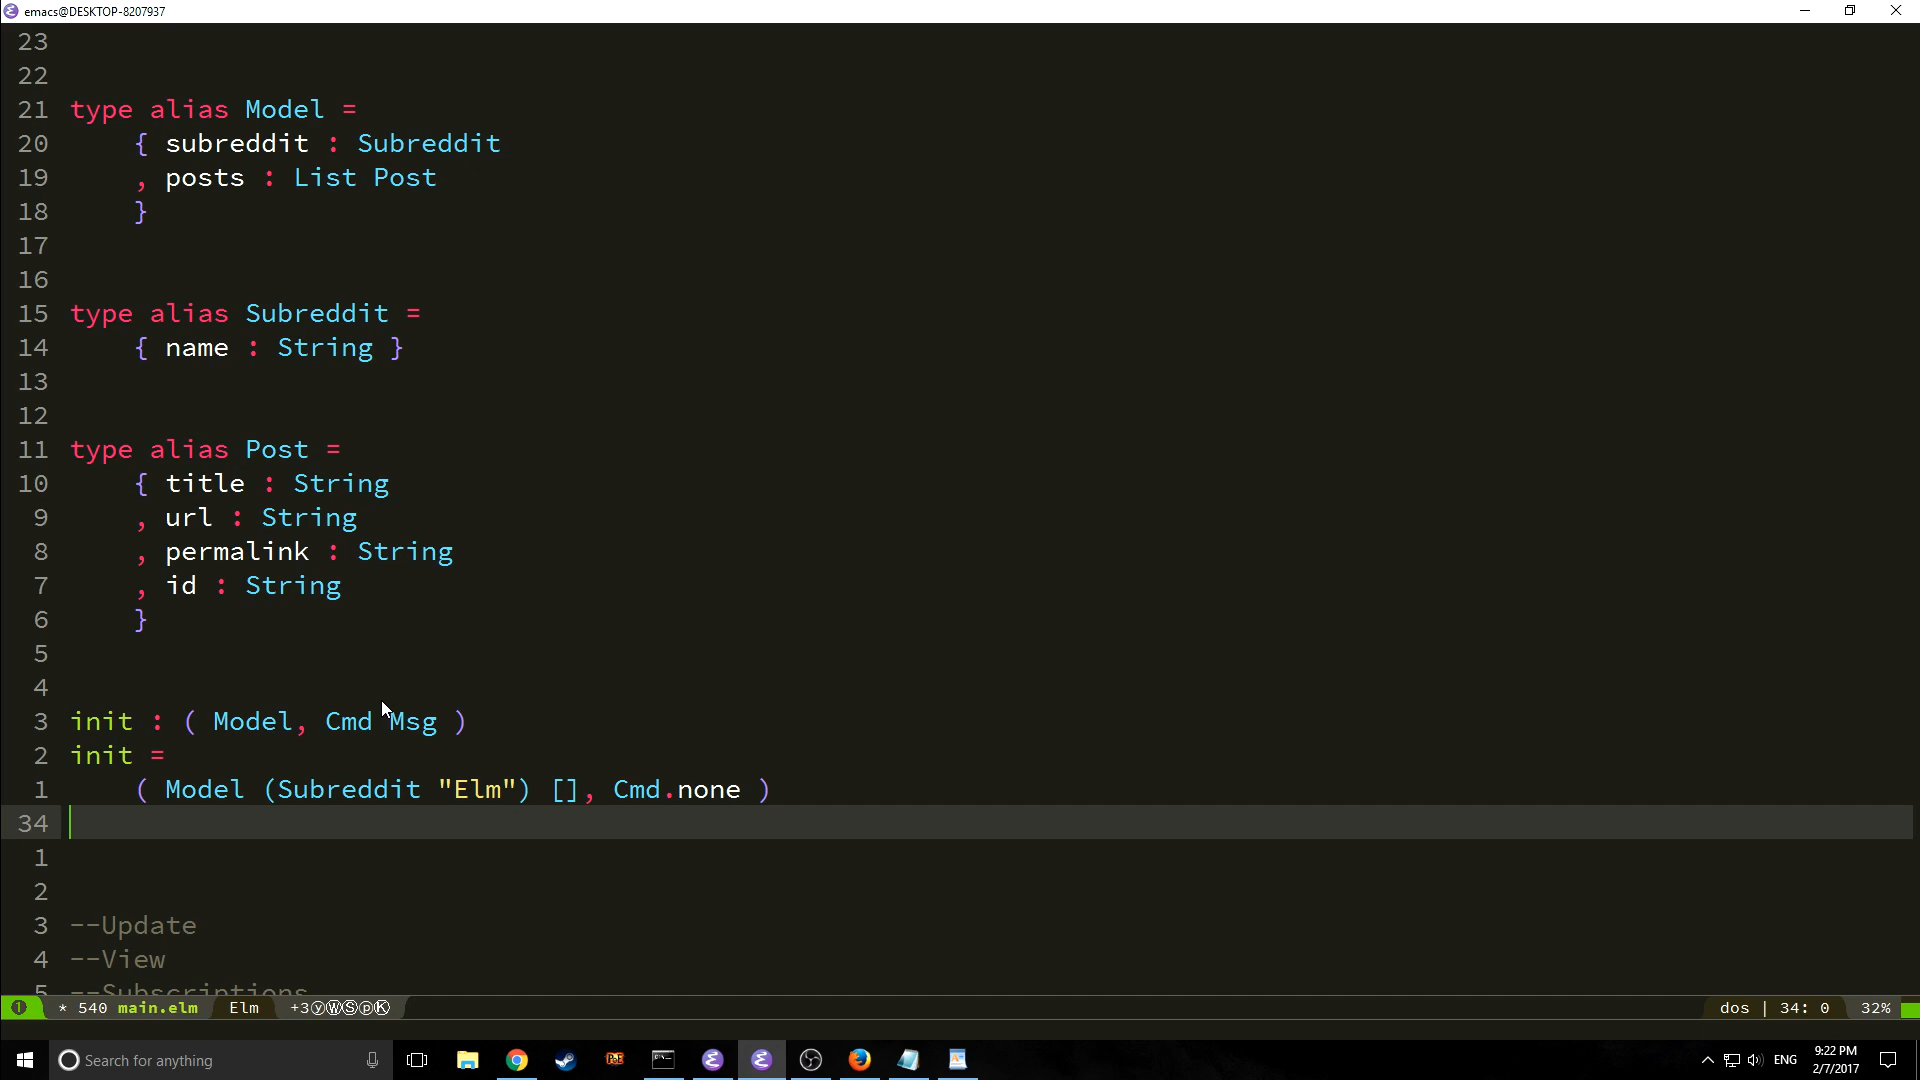 emacs@DESKTOP-8207937
23
22
21 type alias Model =
20 { subreddit : Subreddit
19 , posts : List Post
18 }
17
16
15 type alias Subreddit =
14 { name : String }
13
12
11 type alias Post =
10 { title : String
9 , url : String
8 , permalink : String
7 , id : String
6 }
5
4
3 init : ( Model, Cmd Msg )
2 init =
1 ( Model (Subreddit "Elm") [], Cmd.none )
34
1
2
3 --Update
4 --View
5 --Subscriptions
① * 540 main.elm Elm +3ⓨⓌⓈⓟⓀ dos | 34: 0 32%
Search for anything ENG 9:22 PM
2/7/2017